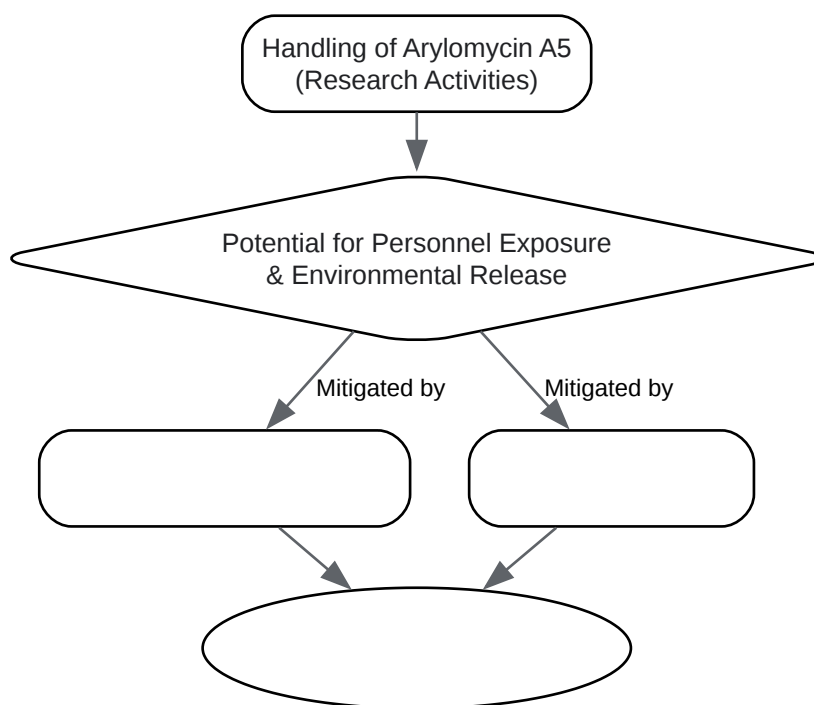 Handling of Arylomycin A5
(Research Activities)
Potential for Personnel Exposure
& Environmental Release
Mitigated by
Mitigated by